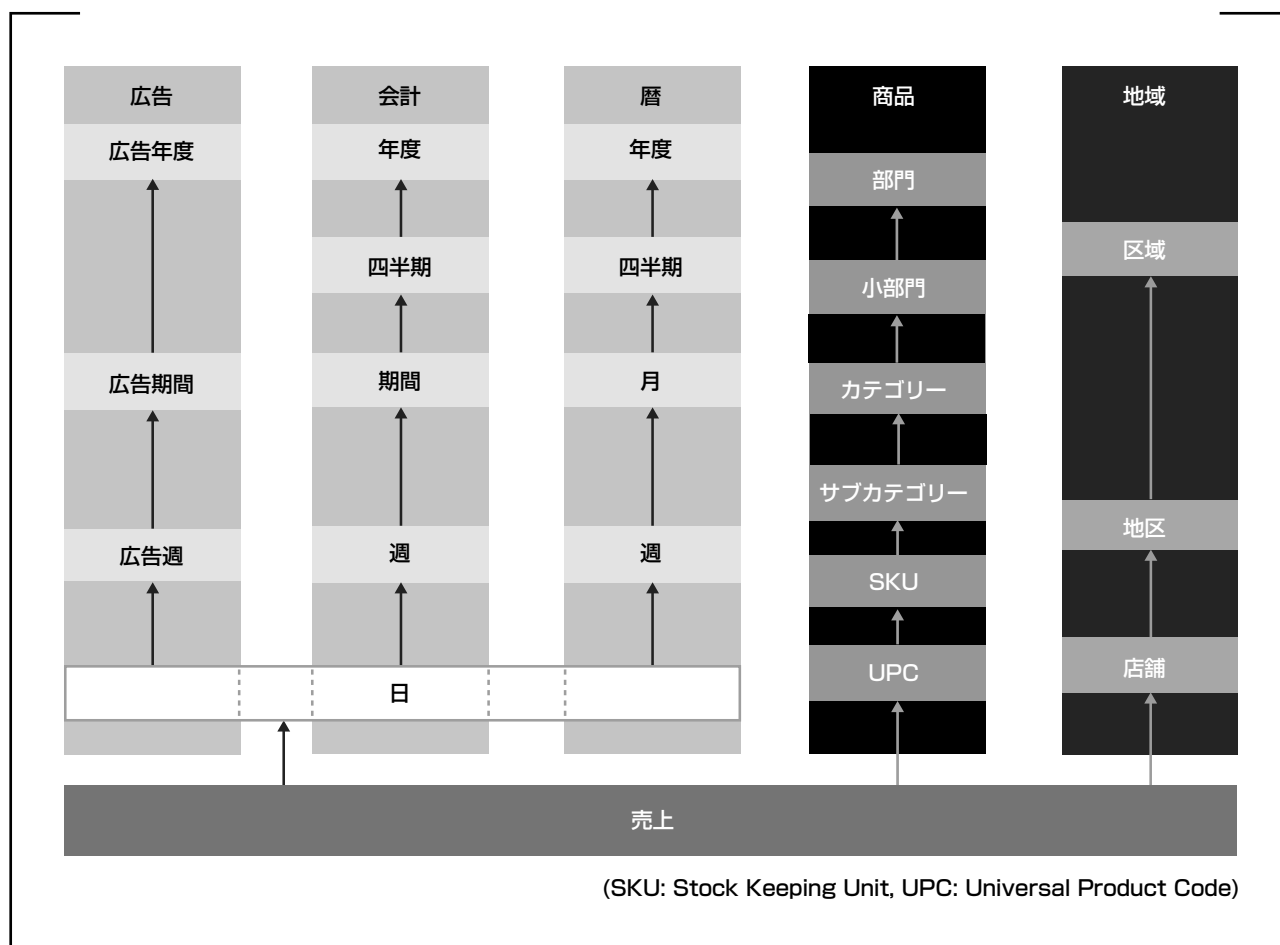 広告
広告年度
広告期間
広告週
会計
年度
四半期
期間
週
暦
年度
四半期
月
週
日
商品
部門
小部門
カテゴリー
サブカテゴリー
SKU
UPC
地域
区域
地区
店舗
売上
(SKU: Stock Keeping Unit, UPC: Universal Product Code)